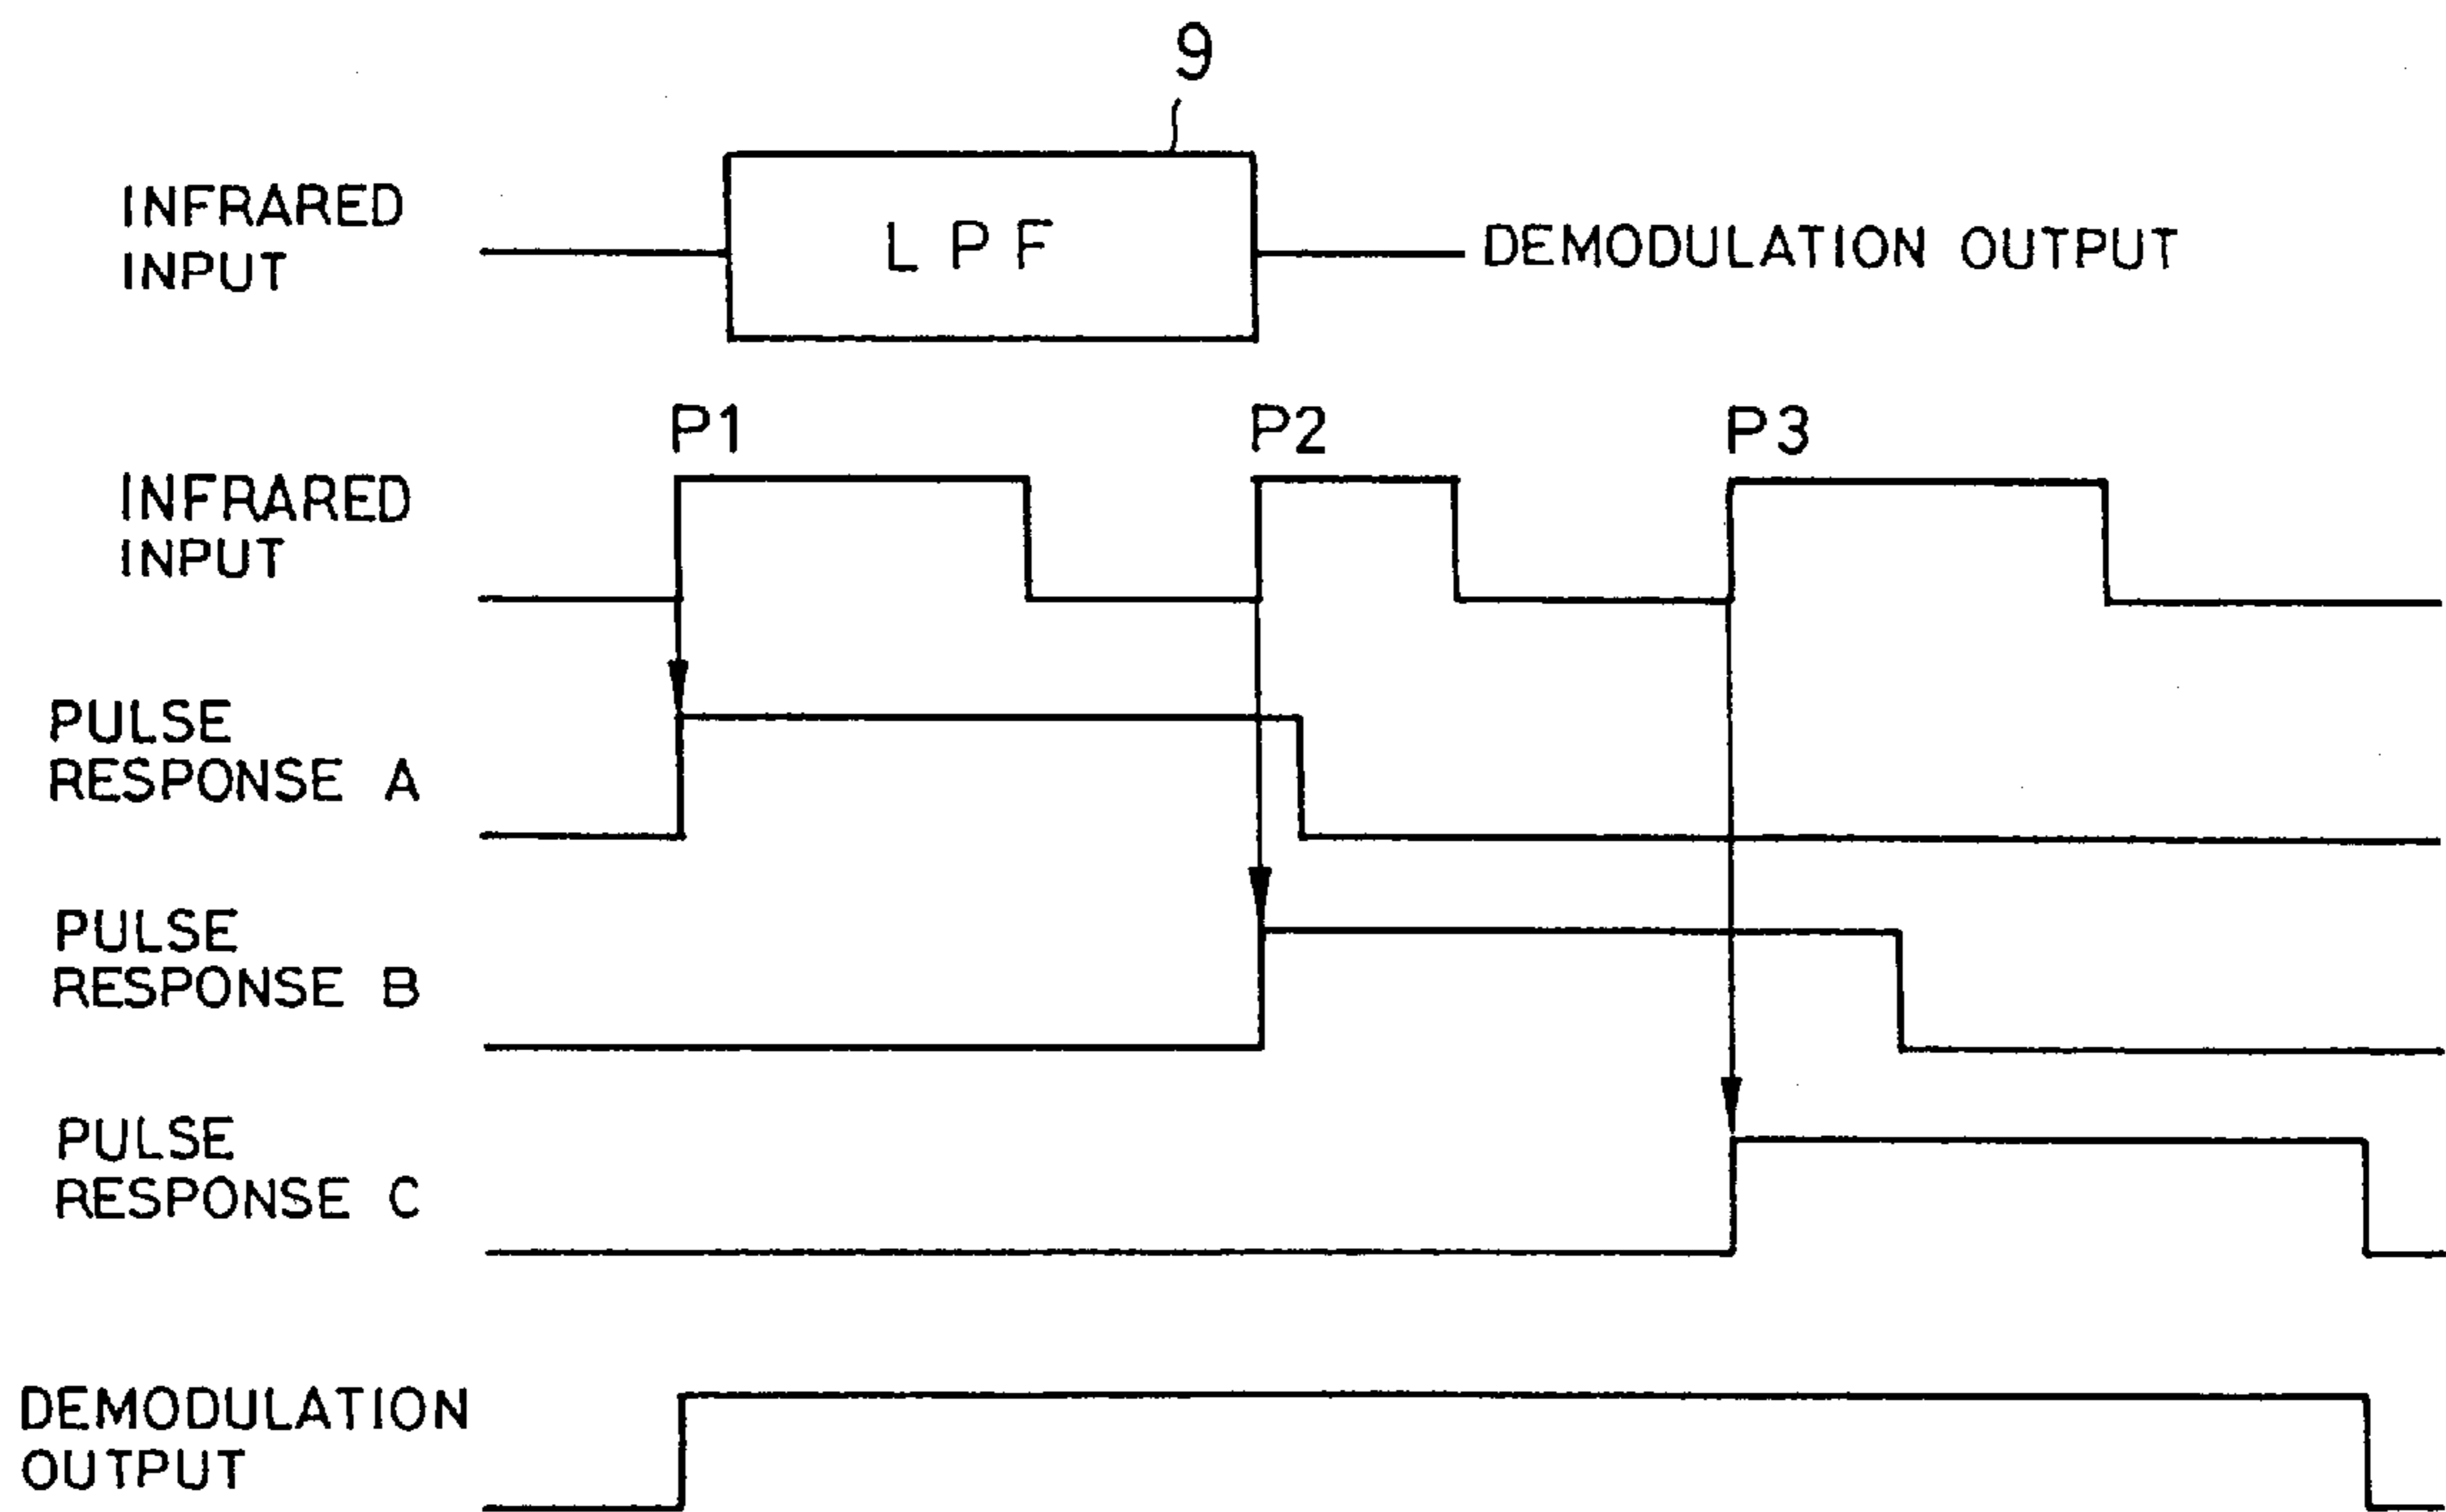 9
INFRARED
INPUT
L P F
DEMODULATION OUTPUT
P1
P2
P3
INFRARED
INPUT
PULSE
RESPONSE A
PULSE
RESPONSE B
PULSE
RESPONSE C
DEMODULATION
OUTPUT